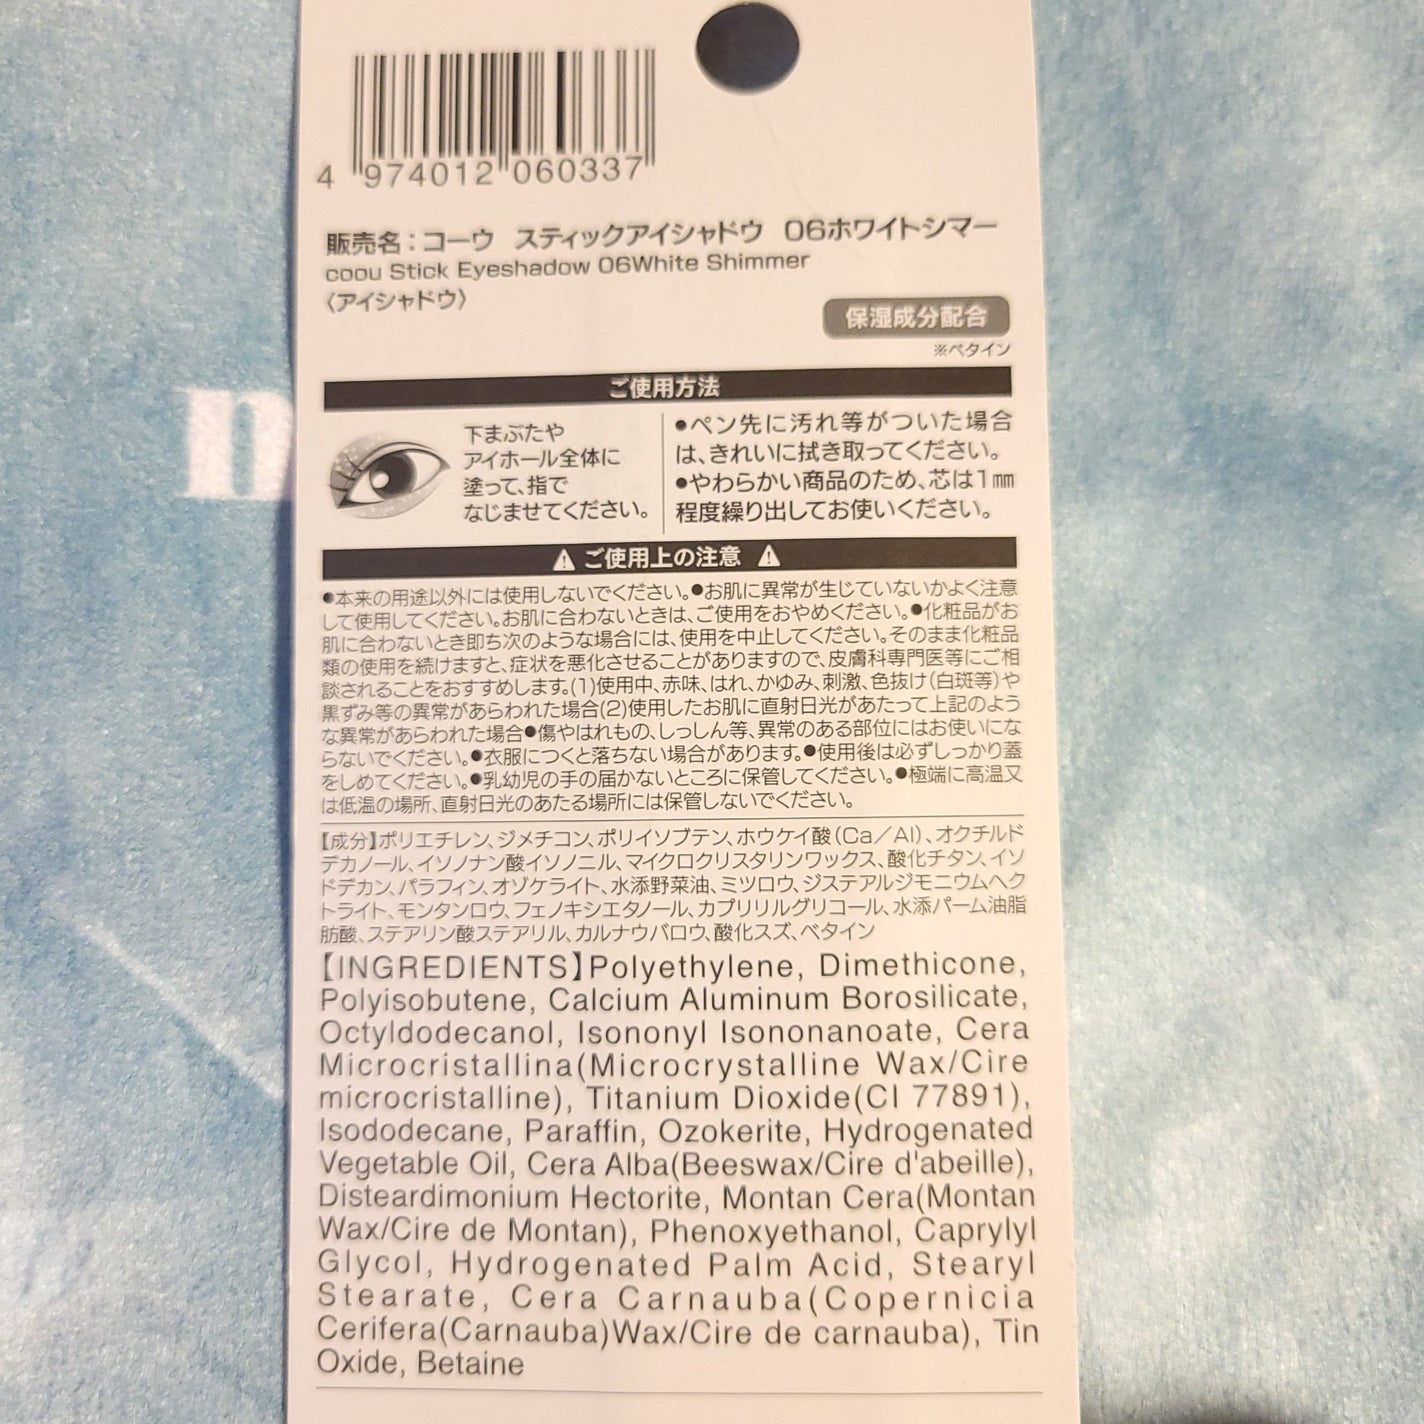 4 974012 060337
販売名：コーウ　スティックアイシャドウ　06ホワイトシマー
coou Stick Eyeshadow 06White Shimmer
〈アイシャドウ〉
保湿成分配合
※ベタイン
ご使用方法
下まぶたや
アイホール全体に
塗って、指で
なじませてください。
●ペン先に汚れ等がついた場合
は、きれいに拭き取ってください。
●やわらかい商品のため、芯は1㎜
程度繰り出してお使いください。
⚠ ご使用上の注意 ⚠
●本来の用途以外には使用しないでください。●お肌に異常が生じていないかよく注意
して使用してください。お肌に合わないときは、ご使用をおやめください。●化粧品がお
肌に合わないとき即ち次のような場合には、使用を中止してください。そのまま化粧品
類の使用を続けますと、症状を悪化させることがありますので、皮膚科専門医等にご相
談されることをおすすめします。(1)使用中、赤味、はれ、かゆみ、刺激、色抜け（白斑等）や
黒ずみ等の異常があらわれた場合(2)使用したお肌に直射日光があたって上記のよう
な異常があらわれた場合●傷やはれもの、しっしん等、異常のある部位にはお使いにな
らないでください。●衣服につくと落ちない場合があります。●使用後は必ずしっかり蓋
をしめてください。●乳幼児の手の届かないところに保管してください。●極端に高温又
は低温の場所、直射日光のあたる場所には保管しないでください。
【成分】ポリエチレン、ジメチコン、ポリイソブテン、ホウケイ酸（Ca／Al）、オクチルド
デカノール、イソノナン酸イソノニル、マイクロクリスタリンワックス、酸化チタン、イソ
ドデカン、パラフィン、オゾケライト、水添野菜油、ミツロウ、ジステアルジモニウムヘク
トライト、モンタンロウ、フェノキシエタノール、カプリリルグリコール、水添パーム油脂
肪酸、ステアリン酸ステアリル、カルナウバロウ、酸化スズ、ベタイン
【INGREDIENTS】Polyethylene, Dimethicone,
Polyisobutene, Calcium Aluminum Borosilicate,
Octyldodecanol, Isononyl Isononanoate, Cera
Microcristallina(Microcrystalline Wax/Cire
microcristalline), Titanium Dioxide(CI 77891),
Isododecane, Paraffin, Ozokerite, Hydrogenated
Vegetable Oil, Cera Alba(Beeswax/Cire d'abeille),
Disteardimonium Hectorite, Montan Cera(Montan
Wax/Cire de Montan), Phenoxyethanol, Caprylyl
Glycol, Hydrogenated Palm Acid, Stearyl
Stearate, Cera Carnauba(Copernicia
Cerifera(Carnauba)Wax/Cire de carnauba), Tin
Oxide, Betaine
n